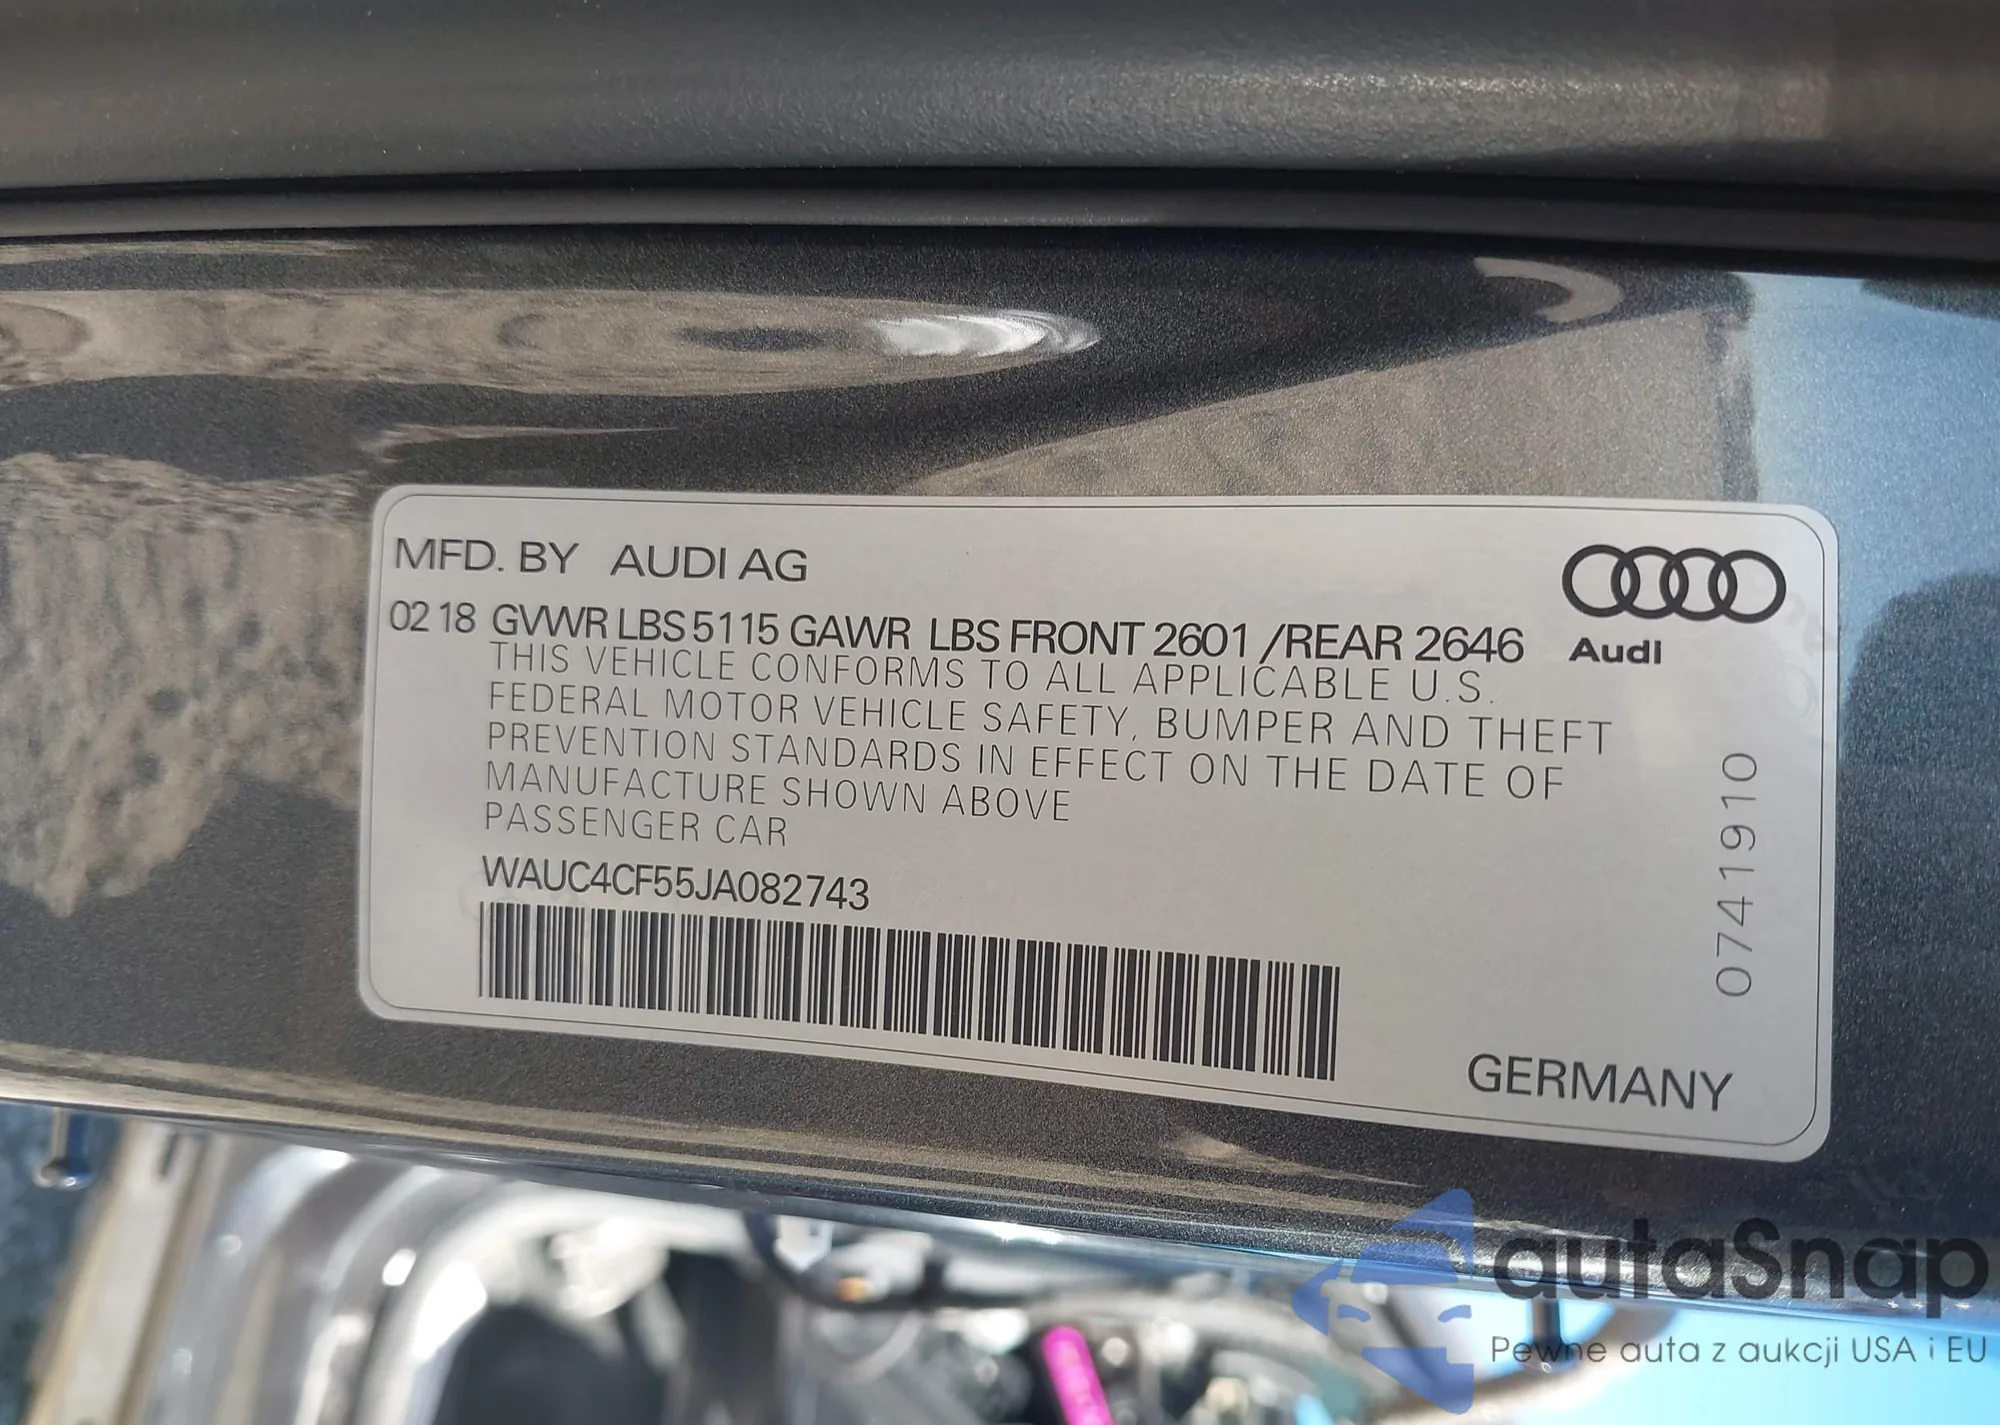 MFD. BY AUDI AG
02 18 GVWR LBS 5115 GAWR LBS FRONT 2601 /REAR 2646
Audi
THIS VEHICLE CONFORMS TO ALL APPLICABLE U.S.
FEDERAL MOTOR VEHICLE SAFETY, BUMPER AND THEFT
PREVENTION STANDARDS IN EFFECT ON THE DATE OF
MANUFACTURE SHOWN ABOVE
PASSENGER CAR
WAUC4CF55JA082743
0741910
GERMANY
autaSnap
Pewne auta z aukcji USA i EU